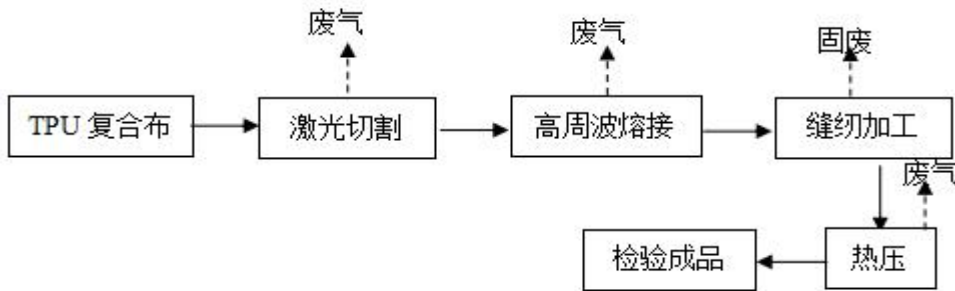 废气
废气
固废
TPU 复合布
激光切割
高周波熔接
缝纫加工
废气
检验成品
热压